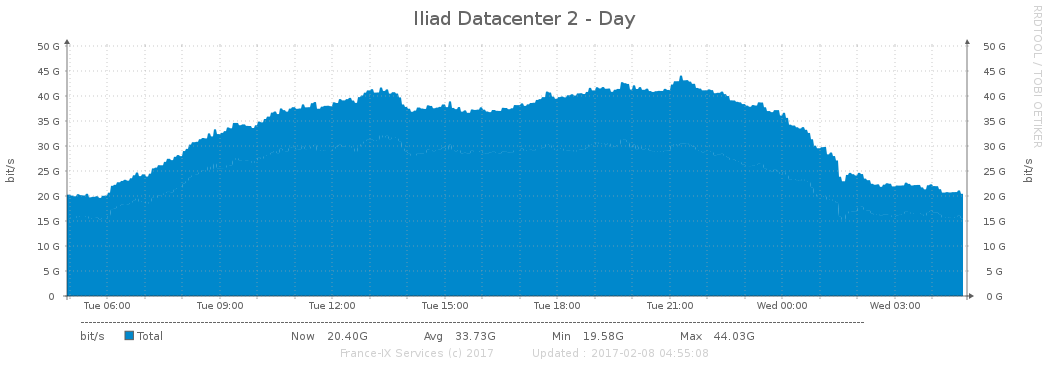 Iliad Datacenter 2 - Day
RRDTOOL / TOBI OETIKER
bit/s
50 G
45 G
40 G
35 G
30 G
25 G
20 G
15 G
10 G
5 G
0
50 G
45 G
40 G
35 G
30 G
25 G
20 G
15 G
10 G
5 G
0 G
bit/s
Tue 06:00 Tue 09:00 Tue 12:00 Tue 15:00 Tue 18:00 Tue 21:00 Wed 00:00 Wed 03:00
bit/s Total Now 20.40G Avg 33.73G Min 19.58G Max 44.03G
France-IX Services (c) 2017 Updated : 2017-02-08 04:55:08